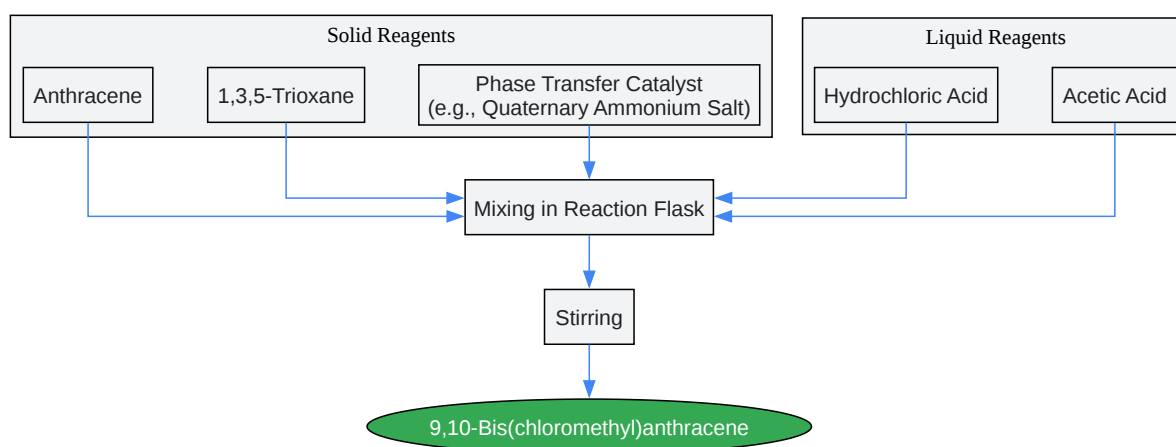 Solid Reagents
Liquid Reagents
Anthracene
1,3,5-Trioxane
Phase Transfer Catalyst
(e.g., Quaternary Ammonium Salt)
Hydrochloric Acid
Acetic Acid
Mixing in Reaction Flask
Stirring
9,10-Bis(chloromethyl)anthracene